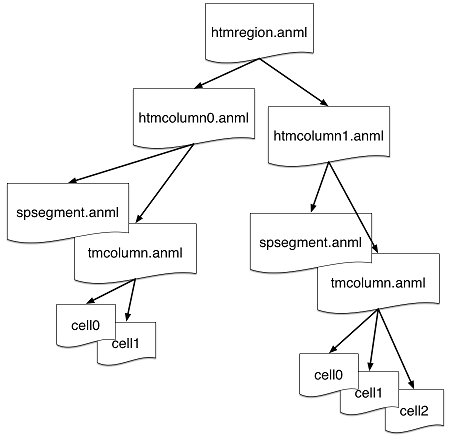 htmregion.anml
htmcolumn0.anml
htmcolumn1.anml
spsegment.anml
tmcolumn.anml
spsegment.anml
tmcolumn.anml
cell0
cell1
cell0
cell1
cell2